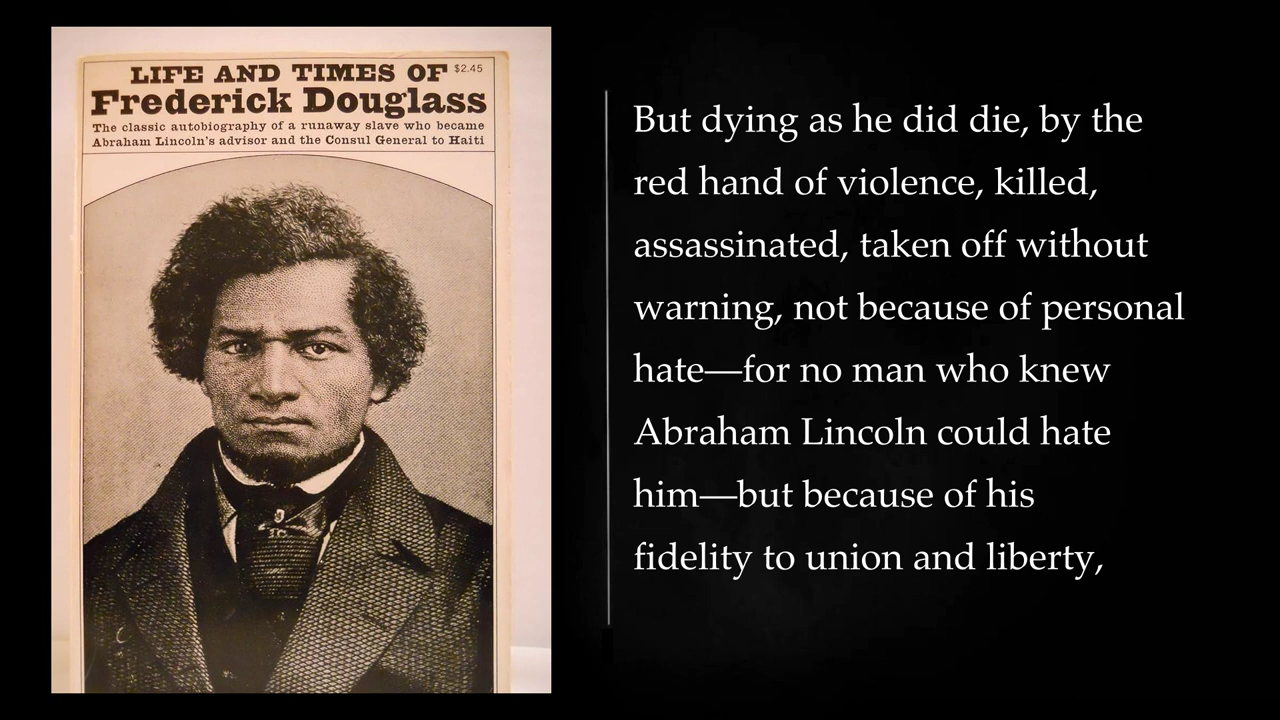 LIFE AND TIMES OF $2.45
Frederick Douglass
The classic autobiography of a runaway slave who became
Abraham Lincoln's advisor and the Consul General to Haiti
But dying as he did die, by the
red hand of violence, killed,
assassinated, taken off without
warning, not because of personal
hate—for no man who knew
Abraham Lincoln could hate
him—but because of his
fidelity to union and liberty,